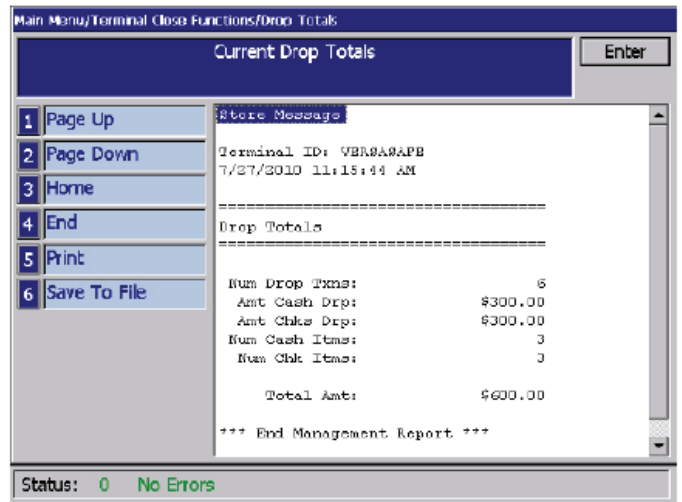 Main Menu/Terminal Close Functions/Drop Totals
Current Drop Totals
Enter
1 Page Up
2 Page Down
3 Home
4 End
5 Print
6 Save To File
Store Message
Terminal ID:
7/27/2010 11:15:44 AM
==================================
Drop Totals
==================================
Num Drop Txns: 6
Amt Cash Drp: $300.00
Amt Chks Drp: $300.00
Num Cash Itms: 3
Num Chk Itms: 3
Total Amt: $600.00
*** End Management Report ***
Status: 0 No Errors